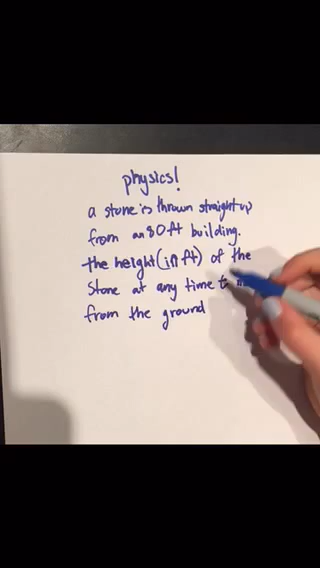 physics!
a stone is thrown straight up
from an 80 ft building.
the height (in ft) of the
stone at any time t
from the ground